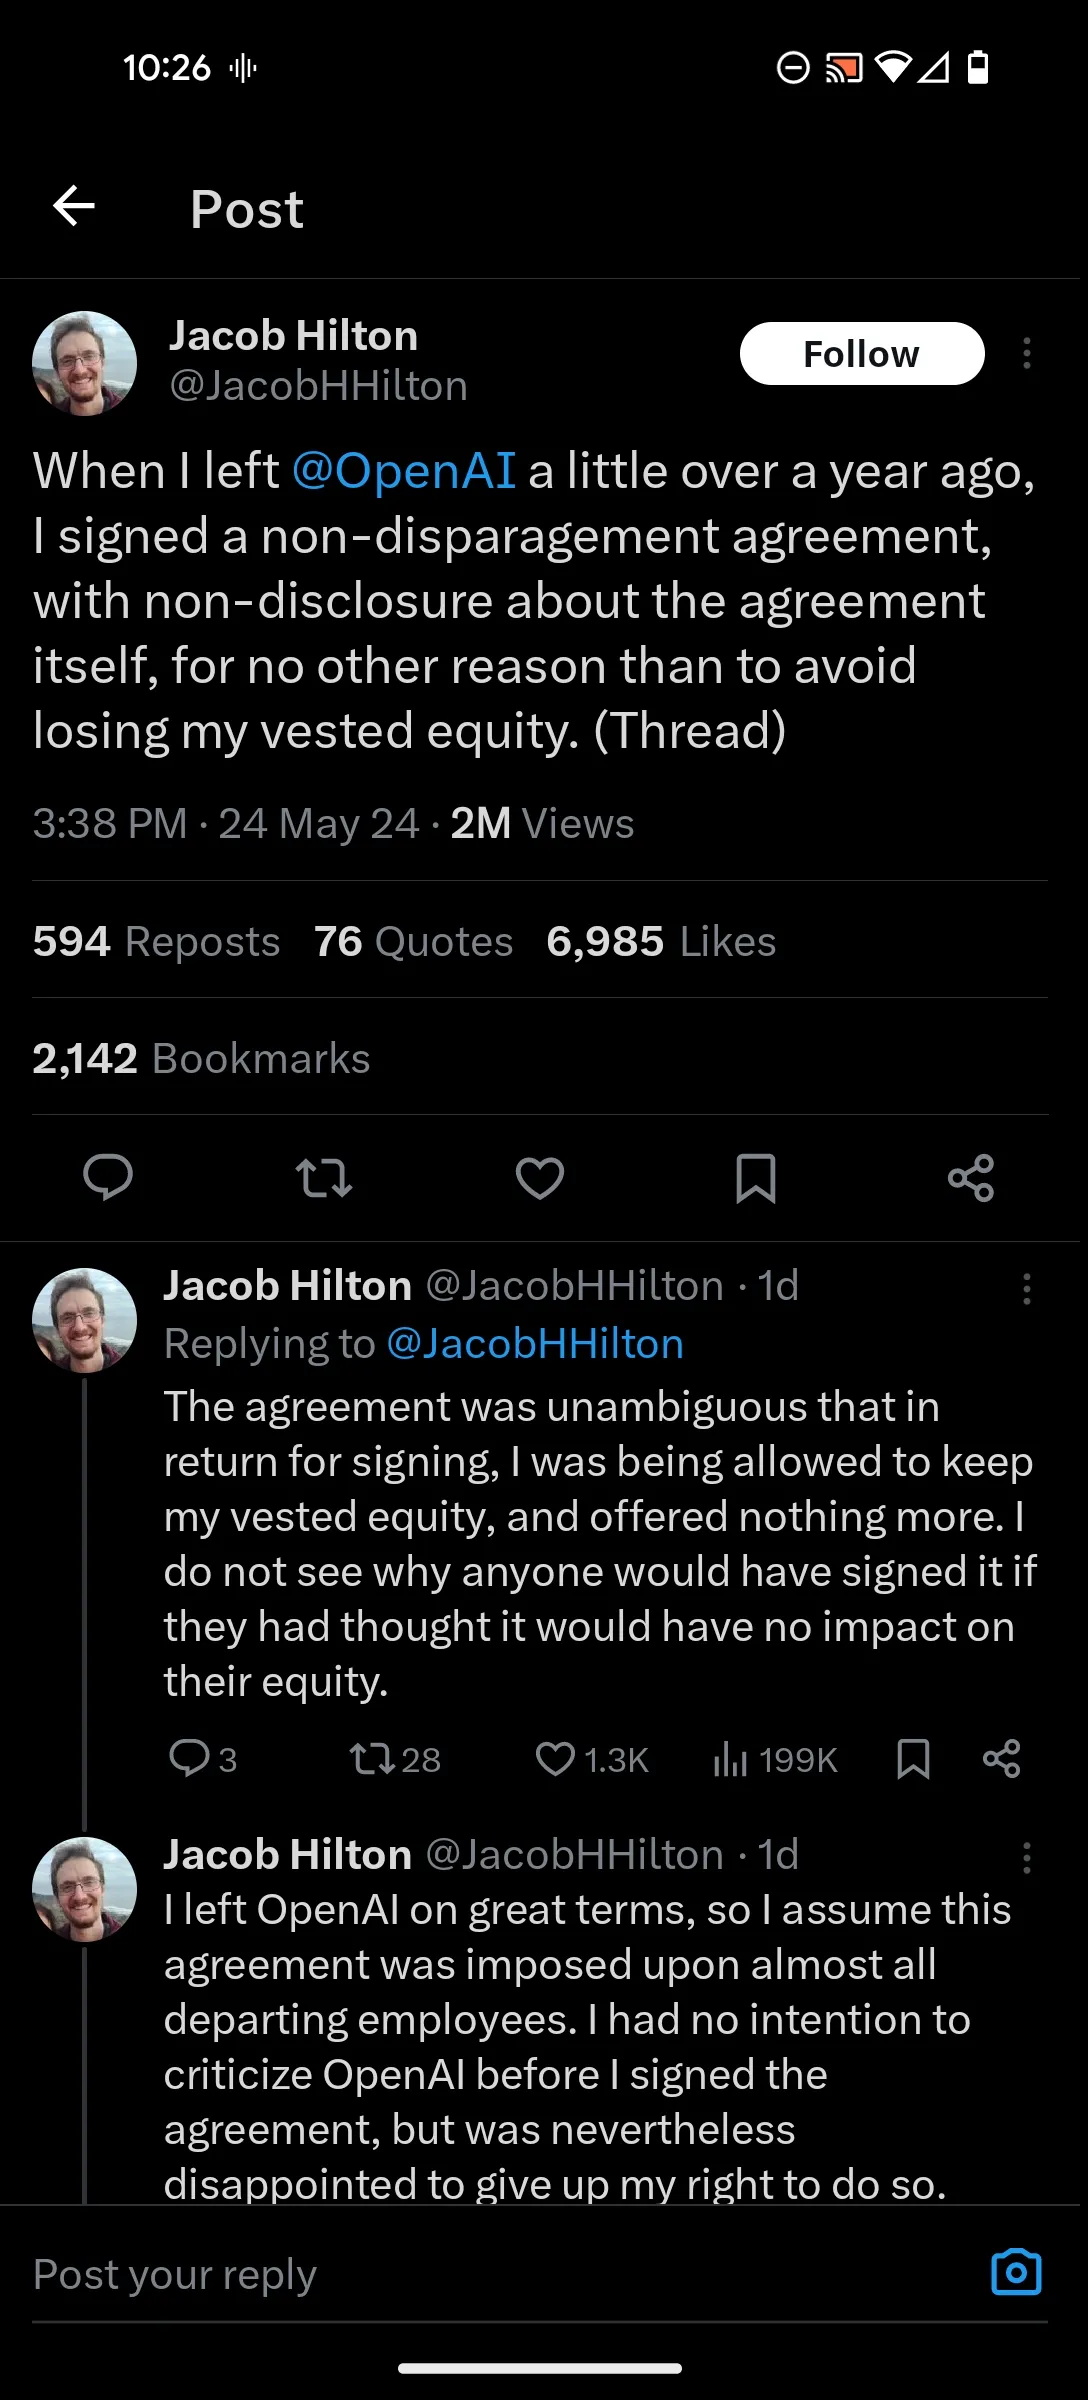 10:26
Post
Jacob Hilton
@JacobHHilton
Follow
When I left @OpenAI a little over a year ago,
I signed a non-disparagement agreement,
with non-disclosure about the agreement
itself, for no other reason than to avoid
losing my vested equity. (Thread)
3:38 PM · 24 May 24 · 2M Views
594 Reposts 76 Quotes 6,985 Likes
2,142 Bookmarks
Jacob Hilton @JacobHHilton · 1d
Replying to @JacobHHilton
The agreement was unambiguous that in
return for signing, I was being allowed to keep
my vested equity, and offered nothing more. I
do not see why anyone would have signed it if
they had thought it would have no impact on
their equity.
3 28 1.3K 199K
Jacob Hilton @JacobHHilton · 1d
I left OpenAI on great terms, so I assume this
agreement was imposed upon almost all
departing employees. I had no intention to
criticize OpenAI before I signed the
agreement, but was nevertheless
disappointed to give up my right to do so.
Post your reply